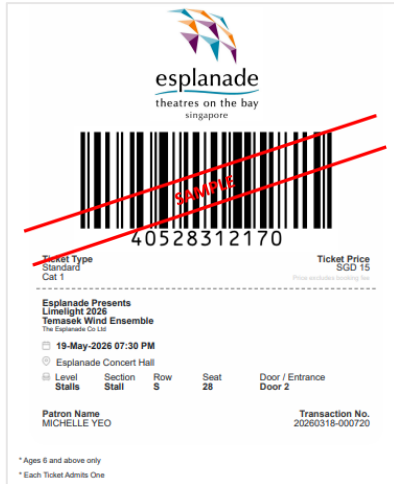 esplanade
theatres on the bay
singapore
SAMPLE
40528312170
Ticket Type Ticket Price
Standard SGD 15
Cat 1 Price excludes booking fee
Esplanade Presents
Limelight 2026
Temasek Wind Ensemble
The Esplanade Co Ltd
19-May-2026 07:30 PM
Esplanade Concert Hall
Level Section Row Seat Door / Entrance
Stalls Stall S 28 Door 2
Patron Name Transaction No.
MICHELLE YEO 20260318-000720
* Ages 6 and above only
* Each Ticket Admits One